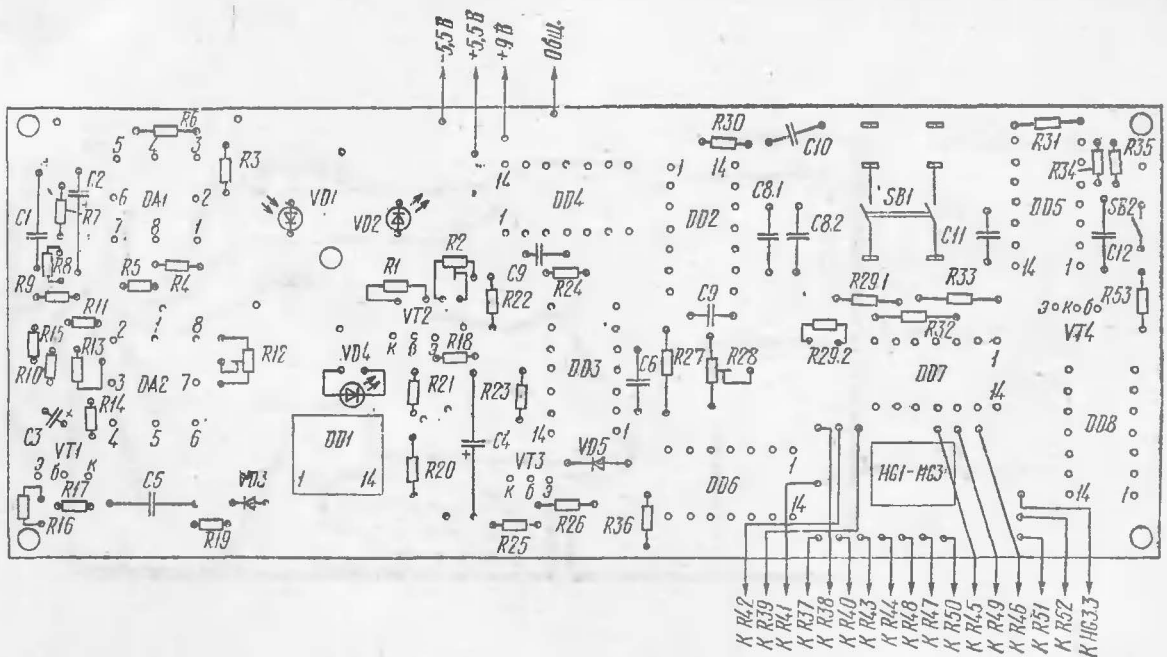 -5,5 В
+5,5 В
+9 В
Общ.
R6
5
4
3
R3
C1
C2
R7
6
DA1
2
7
8
1
R8
R9
R5
R4
R11
VD1
VD2
R1
R2
R22
C9
R24
14
1
DD4
1
14
DD2
R30
C10
C8.1
C8.2
SB1
C11
R31
R34
R35
DD5
14
1
SB2
C12
R53
Э К б
VT4
R29.1
R33
R32
R29.2
DD7
1
14
R15
R10
R13
2
1
8
3
DA2
7
R12
R14
C3
+
4
5
6
VT1
Э б К
R16
R17
C5
VD3
R19
VD4
DD1
1
14
VT2
К В Э
R18
R21
R20
R23
C4
+
VT3
К б Э
R25
R26
DD3
14
1
VD5
C6
R27
C9
R28
R36
DD6
1
14
HG1-HG3
DD8
14
1
К R42
К R39
К R41
К R37
К R38
К R40
К R43
К R44
К R48
К R47
К R50
К R45
К R49
К R46
К R51
К R52
К HG3.3